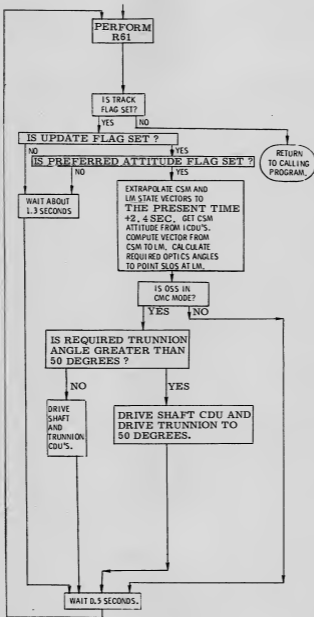 PERFORM
R61
IS TRACK
FLAG SET?
YES
NO
IS UPDATE FLAG SET ?
RETURN
TO CALLING
PROGRAM.
NO
YES
IS PREFERRED ATTITUDE FLAG SET ?
NO
YES
WAIT ABOUT
1.3 SECONDS
EXTRAPOLATE CSM AND
LM STATE VECTORS TO
THE PRESENT TIME
+2.4SEC. GET CSM
ATTITUDE FROM ICDU'S.
COMPUTE VECTOR FROM
CSM TO LM. CALCULATE
REQUIRED OPTICS ANGLES
TO POINT SLOS AT LM.
IS OSS IN
CMC MODE?
YES
NO
IS REQUIRED TRUNNION
ANGLE GREATER THAN
50 DEGREES ?
NO
YES
DRIVE
SHAFT
AND
TRUNNION
CDU'S.
DRIVE SHAFT CDU AND
DRIVE TRUNNION TO
50 DEGREES.
WAIT 0.5 SECONDS.